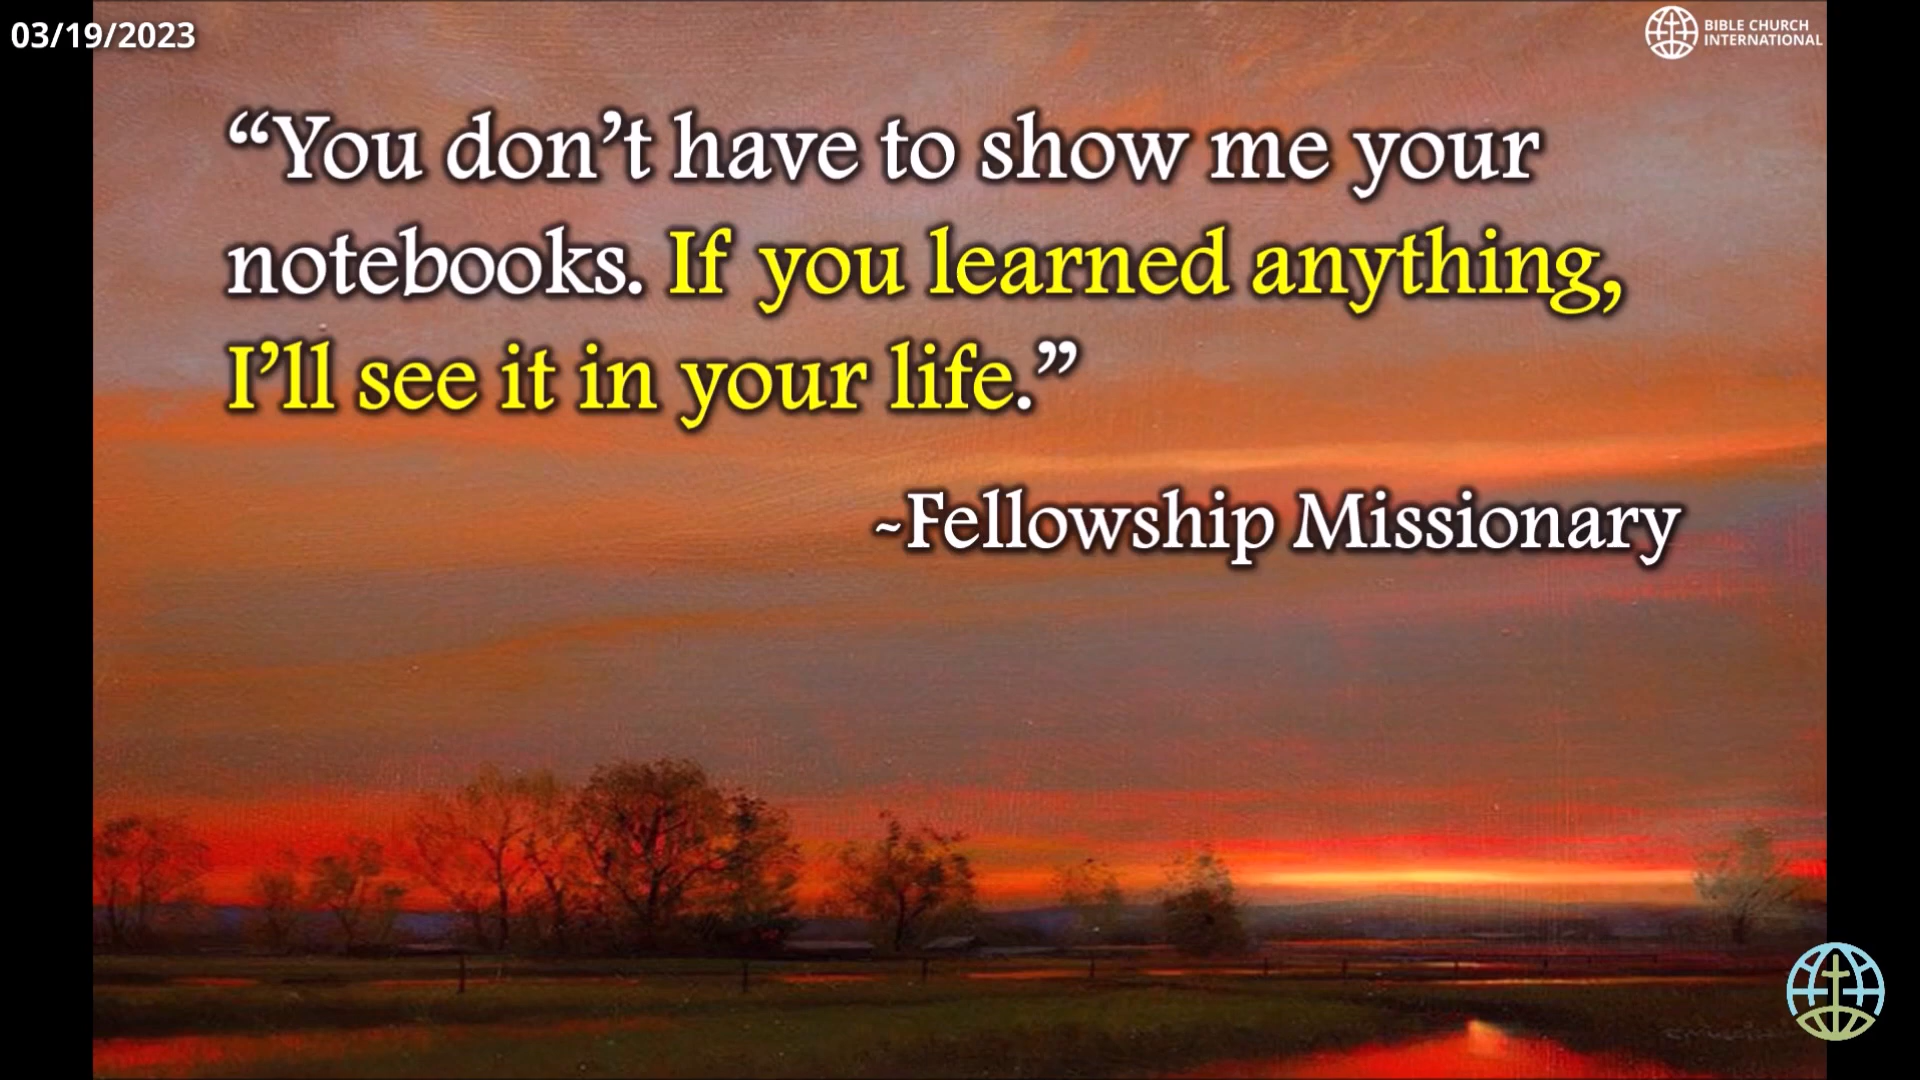 03/19/2023
BIBLE CHURCH
INTERNATIONAL
“You don’t have to show me your
notebooks. If you learned anything,
I’ll see it in your life.”
~Fellowship Missionary